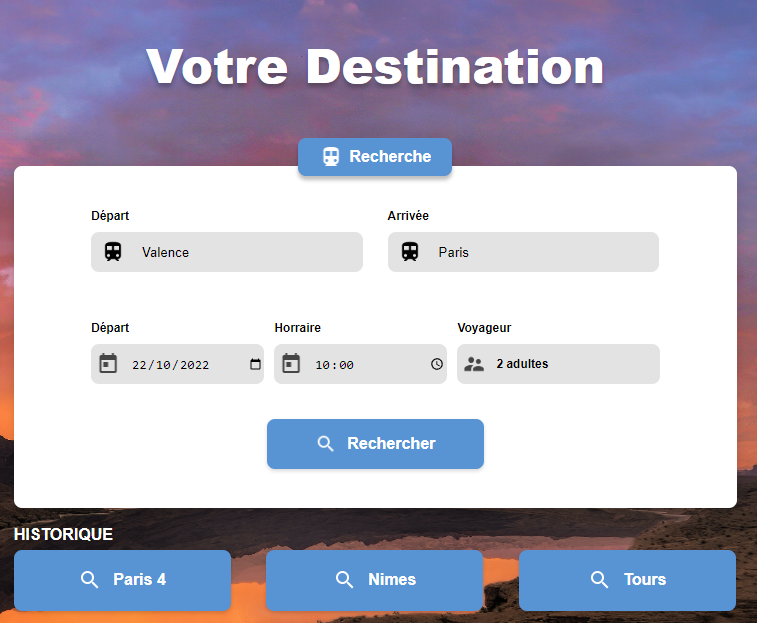 Votre Destination
Recherche
Départ Arrivée
Valence Paris
Départ Horraire Voyageur
22/10/2022 10:00 2 adultes
Rechercher
HISTORIQUE
Paris 4 Nimes Tours